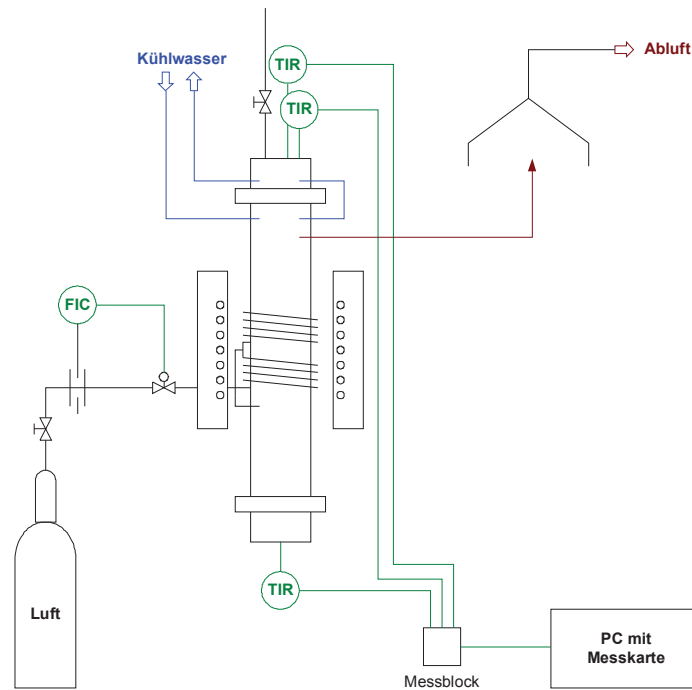 Kühlwasser
TIR
Abluft
TIR
FIC
TIR
Luft
Messblock
PC mit
Messkarte